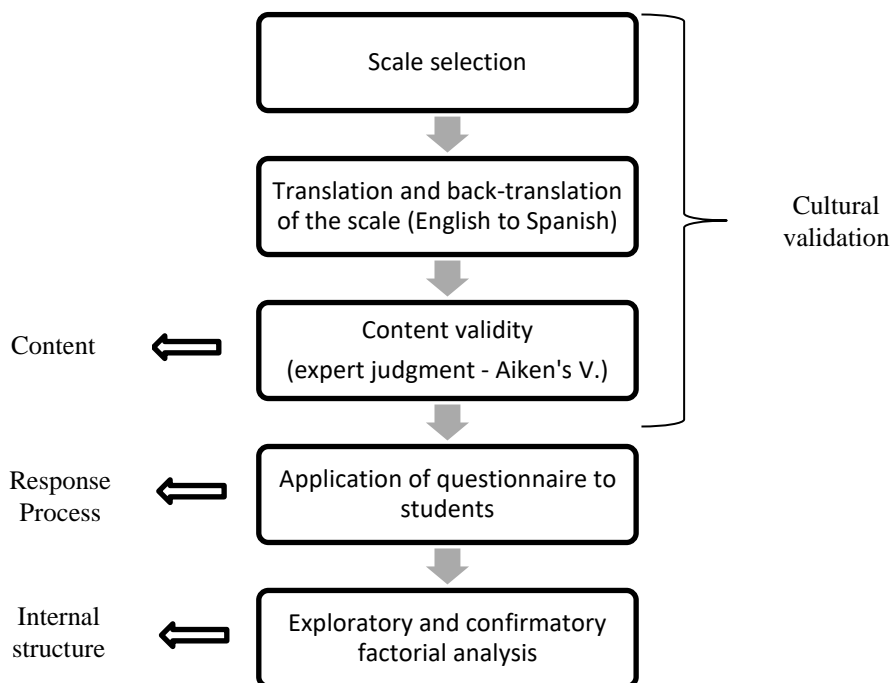 Scale selection
Translation and back-translation
of the scale (English to Spanish)
Cultural
validation
Content
Content validity
(expert judgment - Aiken's V.)
Response
Process
Application of questionnaire to
students
Internal
structure
Exploratory and confirmatory
factorial analysis